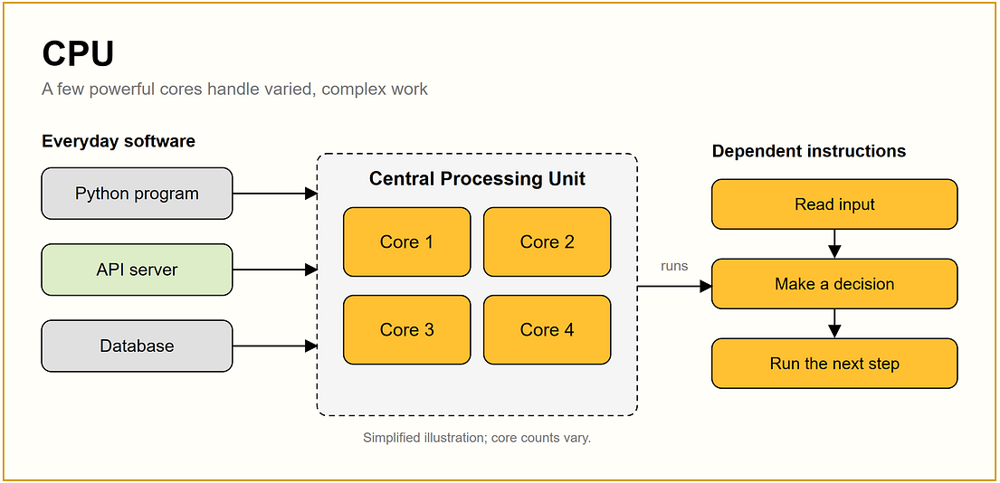 CPU
A few powerful cores handle varied, complex work
Everyday software
Python program
API server
Database
Central Processing Unit
Core 1
Core 2
Core 3
Core 4
Simplified illustration; core counts vary.
runs
Dependent instructions
Read input
Make a decision
Run the next step